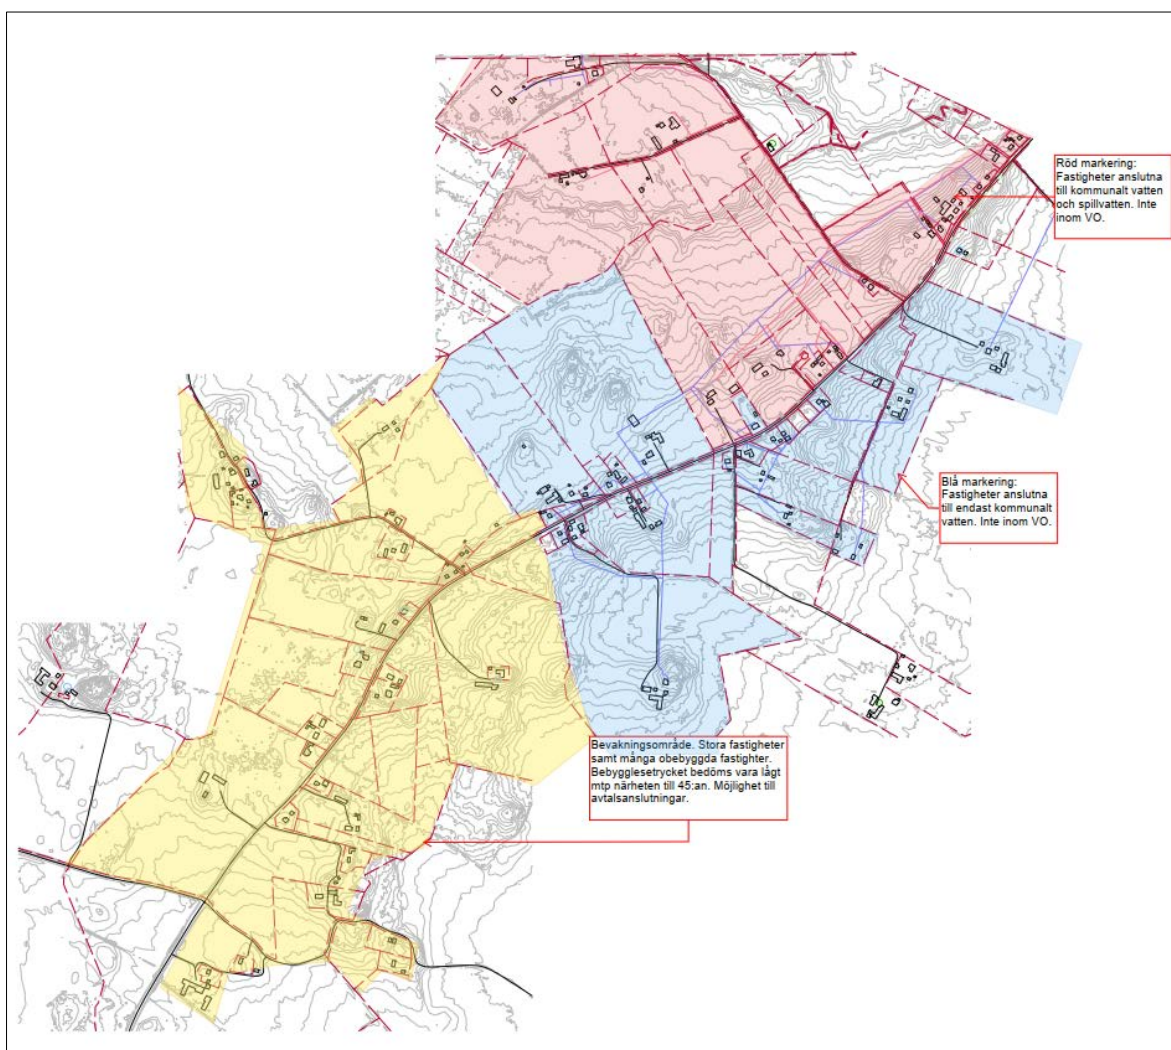 Röd markering:
Fastigheter anslutna
till kommunalt vatten
och spillvatten. Inte
inom VO.
Blå markering:
Fastigheter anslutna
till endast kommunalt
vatten. Inte inom VO.
Bevakningsområde. Stora fastigheter
samt många obebyggda fastighter.
Bebygglesetrycket bedöms vara lågt
mtp närheten till 45:an. Möjlighet till
avtalsanslutningar.